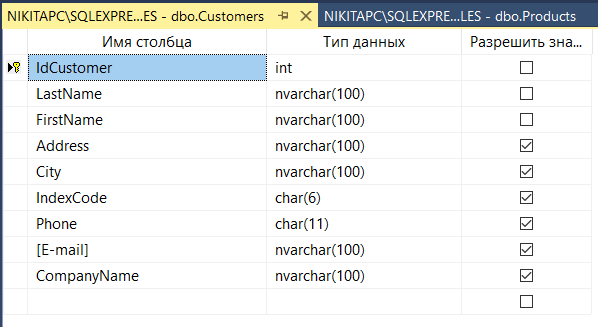 NIKITAPC\SQLEXPRE...ES - dbo.Customers NIKITAPC\SQLEXPRE...LES - dbo.Products
Имя столбца Тип данных Разрешить зна...
IdCustomer int
LastName nvarchar(100)
FirstName nvarchar(100)
Address nvarchar(100)
City nvarchar(100)
IndexCode char(6)
Phone char(11)
[E-mail] nvarchar(100)
CompanyName nvarchar(100)